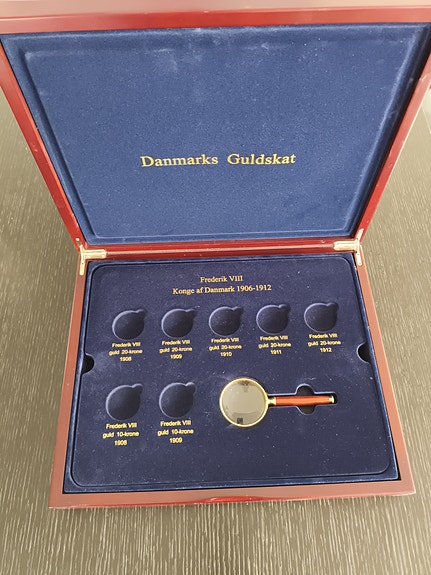 Danmarks Guldskat
Frederik VIII
Konge af Danmark 1906-1912
Frederik VIII
guld 20-krone
1908
Frederik VIII
guld 20-krone
1909
Frederik VIII
guld 20-krone
1910
Frederik VIII
guld 20-krone
1911
Frederik VIII
guld 20-krone
1912
Frederik VIII
guld 10-krone
1908
Frederik VIII
guld 10-krone
1909